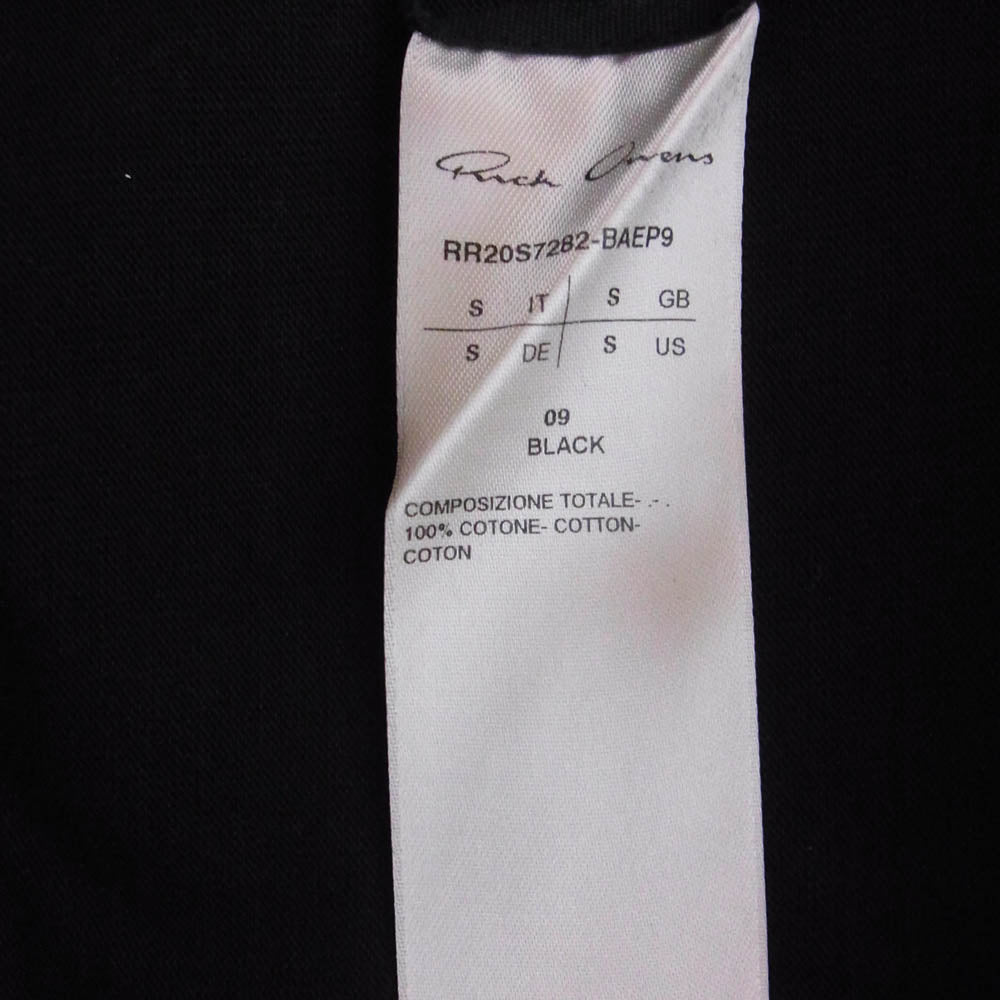 Rick Owens
RR20S7282-BAEP9
S IT S GB
S DE S US
09
BLACK
COMPOSIZIONE TOTALE- .- .
100% COTONE- COTTON-
COTON